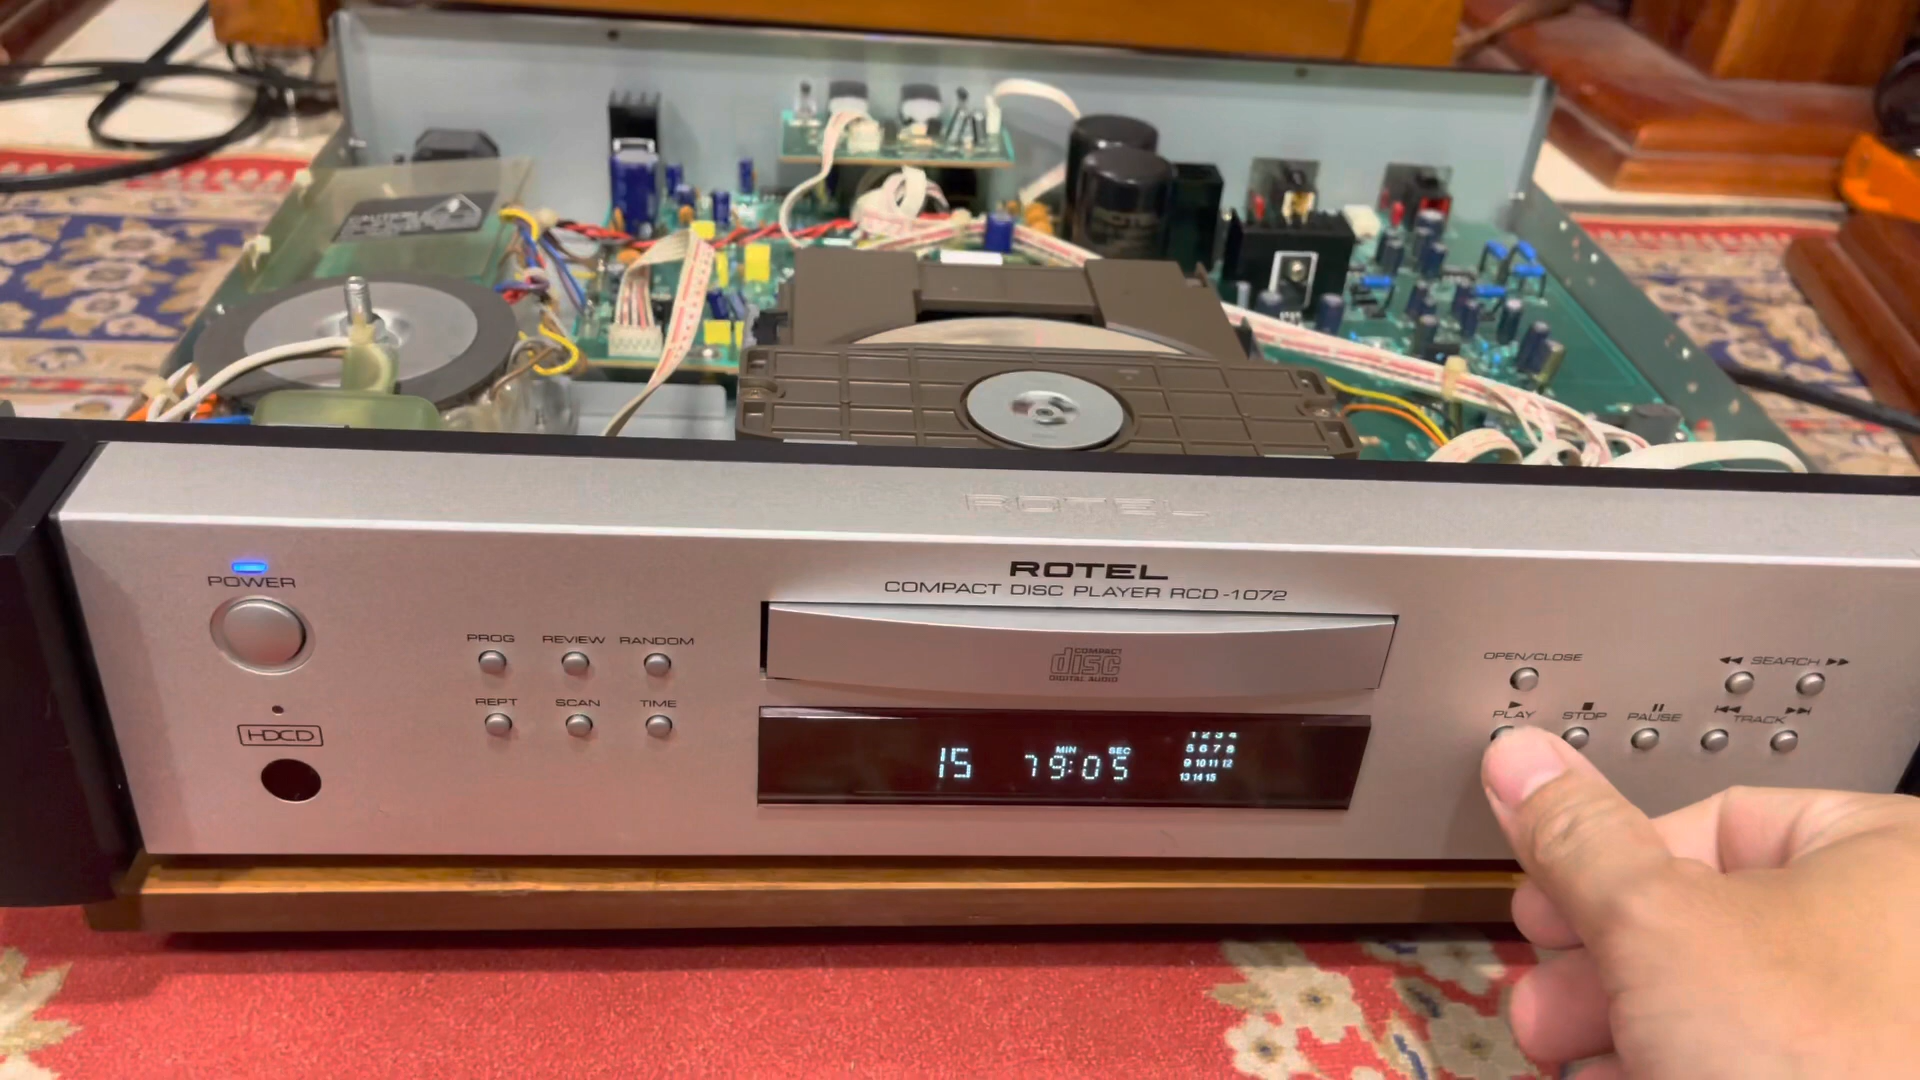 ROTEL
ROTEL
ROTEL
COMPACT DISC PLAYER RCD-1072
POWER
PROG REVIEW RANDOM
REPT SCAN TIME
HDCD
COMPACT
disc
DIGITAL AUDIO
OPEN/CLOSE
SEARCH
PLAY STOP PAUSE TRACK
15 MIN SEC
79:05
1 2 3 4
5 6 7 8
9 10 11 12
13 14 15